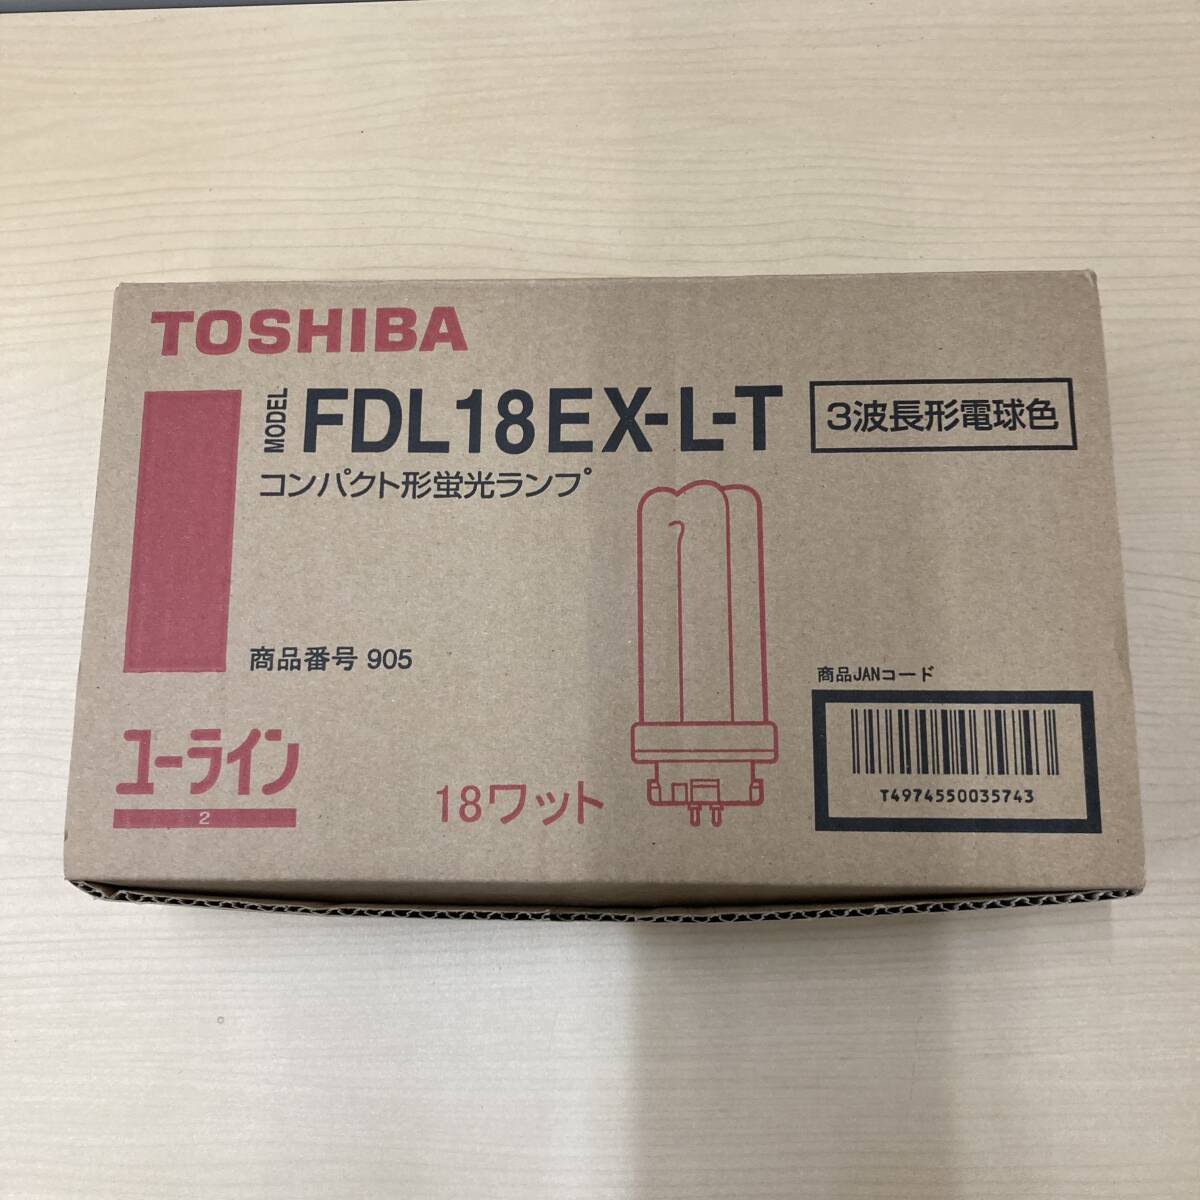 TOSHIBA
MODEL FDL18EX-L-T
3波長形電球色
コンパクト形蛍光ランプ
商品番号 905
商品JANコード
T4974550035743
ユーライン
2
18ワット